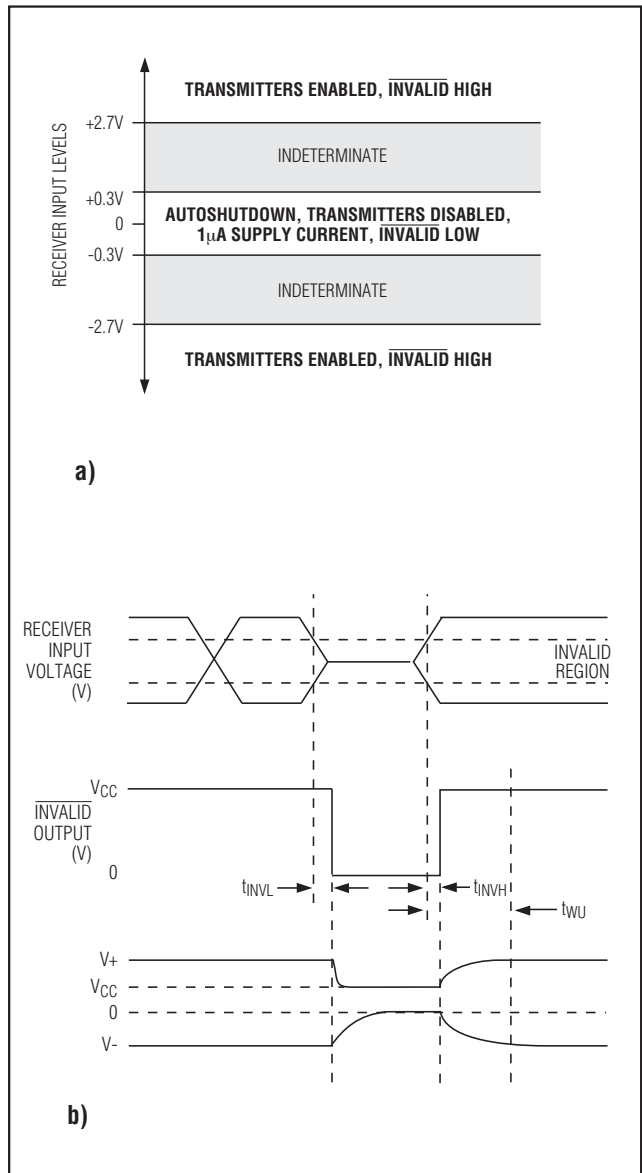 TRANSMITTERS ENABLED, INVALID HIGH
+2.7V
INDETERMINATE
RECEIVER INPUT LEVELS
+0.3V
AUTOSHUTDOWN, TRANSMITTERS DISABLED,
0
1μA SUPPLY CURRENT, INVALID LOW
-0.3V
INDETERMINATE
-2.7V
TRANSMITTERS ENABLED, INVALID HIGH
a)
RECEIVER
INPUT
VOLTAGE
(V)
INVALID
REGION
VCC
INVALID
OUTPUT
(V)
0
tINVL
tINVH
tWU
V+
VCC
0
V-
b)